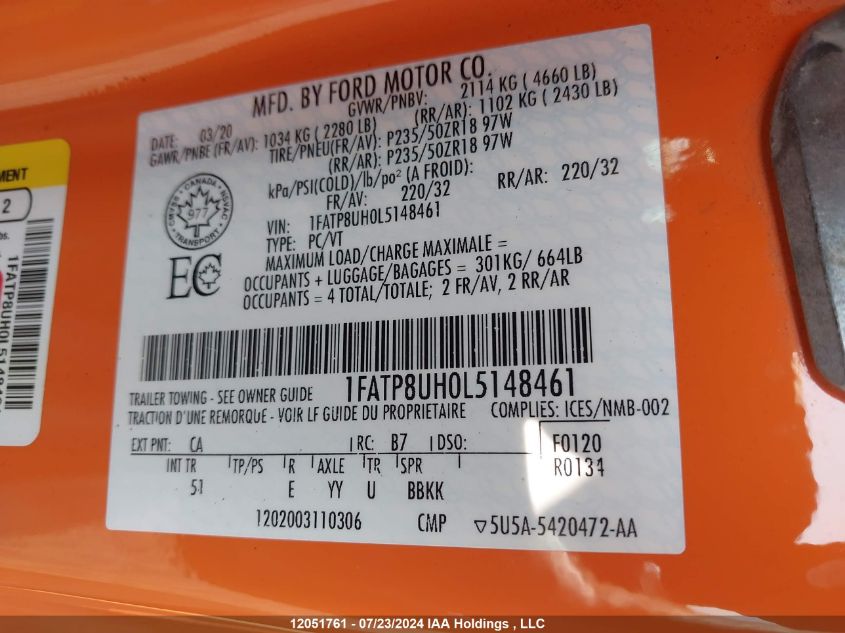 MFD. BY FORD MOTOR CO.
DATE: 03/20 GVWR/PNBV: 2114 KG ( 4660 LB)
GAWR/PNBE (FR/AV): 1034 KG ( 2280 LB) (RR/AR): 1102 KG ( 2430 LB)
TIRE/PNEU(FR/AV): P235/50ZR18 97W
(RR/AR): P235/50ZR18 97W
kPa/PSI(COLD)/lb/po² (A FROID):
FR/AV: 220/32 RR/AR: 220/32
VIN: 1FATP8UH0L5148461
TYPE: PC/VT
MAXIMUM LOAD/CHARGE MAXIMALE =
OCCUPANTS + LUGGAGE/BAGAGES = 301KG/ 664LB
OCCUPANTS = 4 TOTAL/TOTALE; 2 FR/AV, 2 RR/AR
CANADA
977
TRANSPORT
EC
TRAILER TOWING - SEE OWNER GUIDE 1FATP8UH0L5148461
TRACTION D'UNE REMORQUE - VOIR LE GUIDE DU PROPRIETAIRE COMPLIES: ICES/NMB-002
EXT PNT: CA RC: B7 DSO: F0120
INT TR TP/PS R AXLE TR SPR R0134
51 E YY U BBKK
1202003110306 CMP 5U5A-5420472-AA
MENT
2
bs.
1FATP8UH0L5148461
12051761 - 07/23/2024 IAA Holdings , LLC